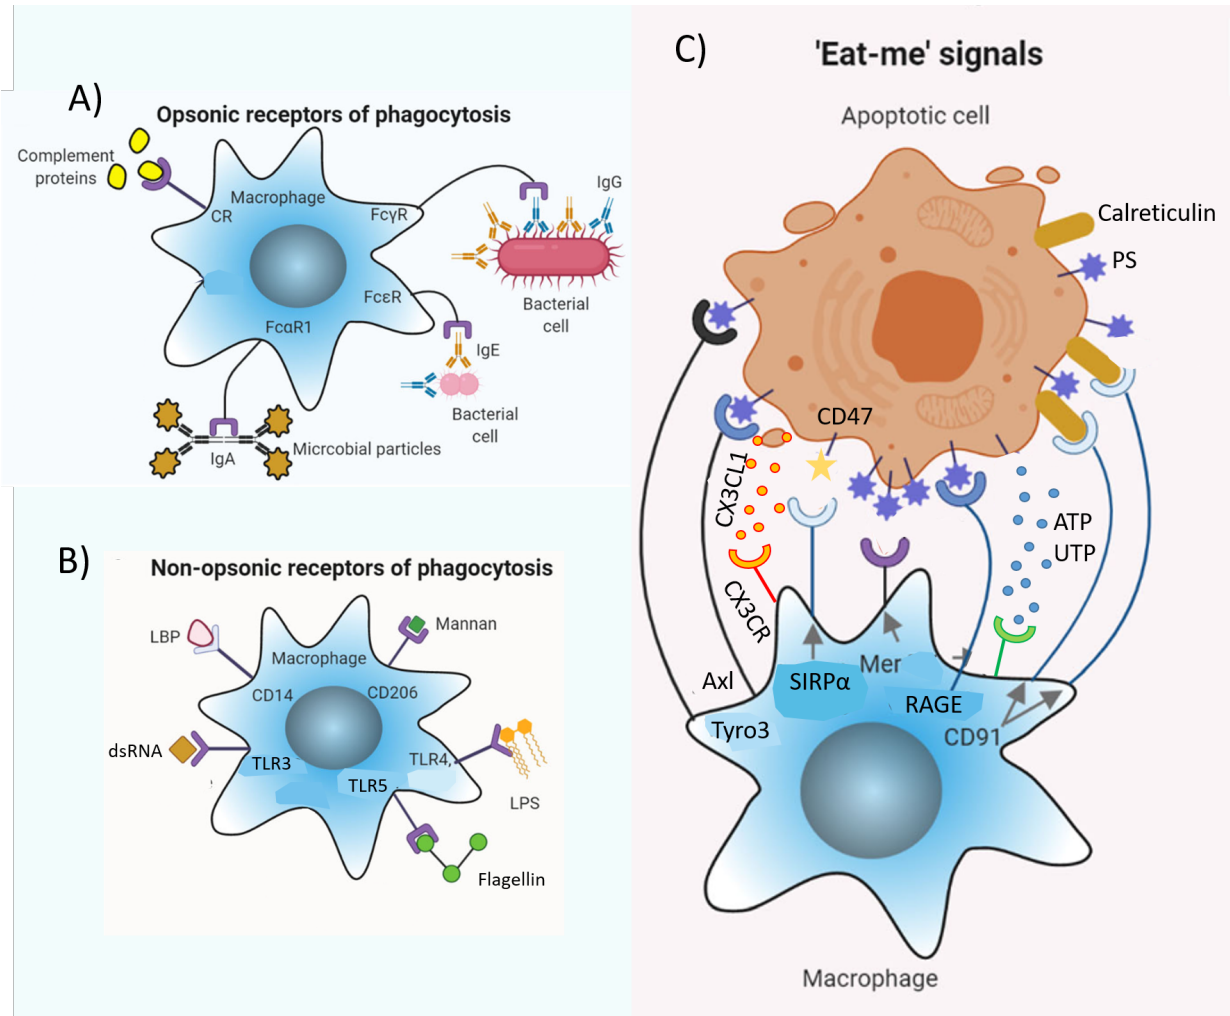 A)
Opsonic receptors of phagocytosis
Complement
proteins
CR
Macrophage
FcγR
IgG
FcεR
Bacterial
cell
FcαR1
IgE
Bacterial
cell
IgA
Microbial particles
B)
Non-opsonic receptors of phagocytosis
LBP
Mannan
Macrophage
CD14
CD206
dsRNA
TLR3
TLR4,
TLR5
LPS
Flagellin
C)
'Eat-me' signals
Apoptotic cell
Calreticulin
PS
CD47
CX3CL1
ATP
UTP
CX3CR
Axl
SIRPα
Mer
RAGE
Tyro3
CD91
Macrophage